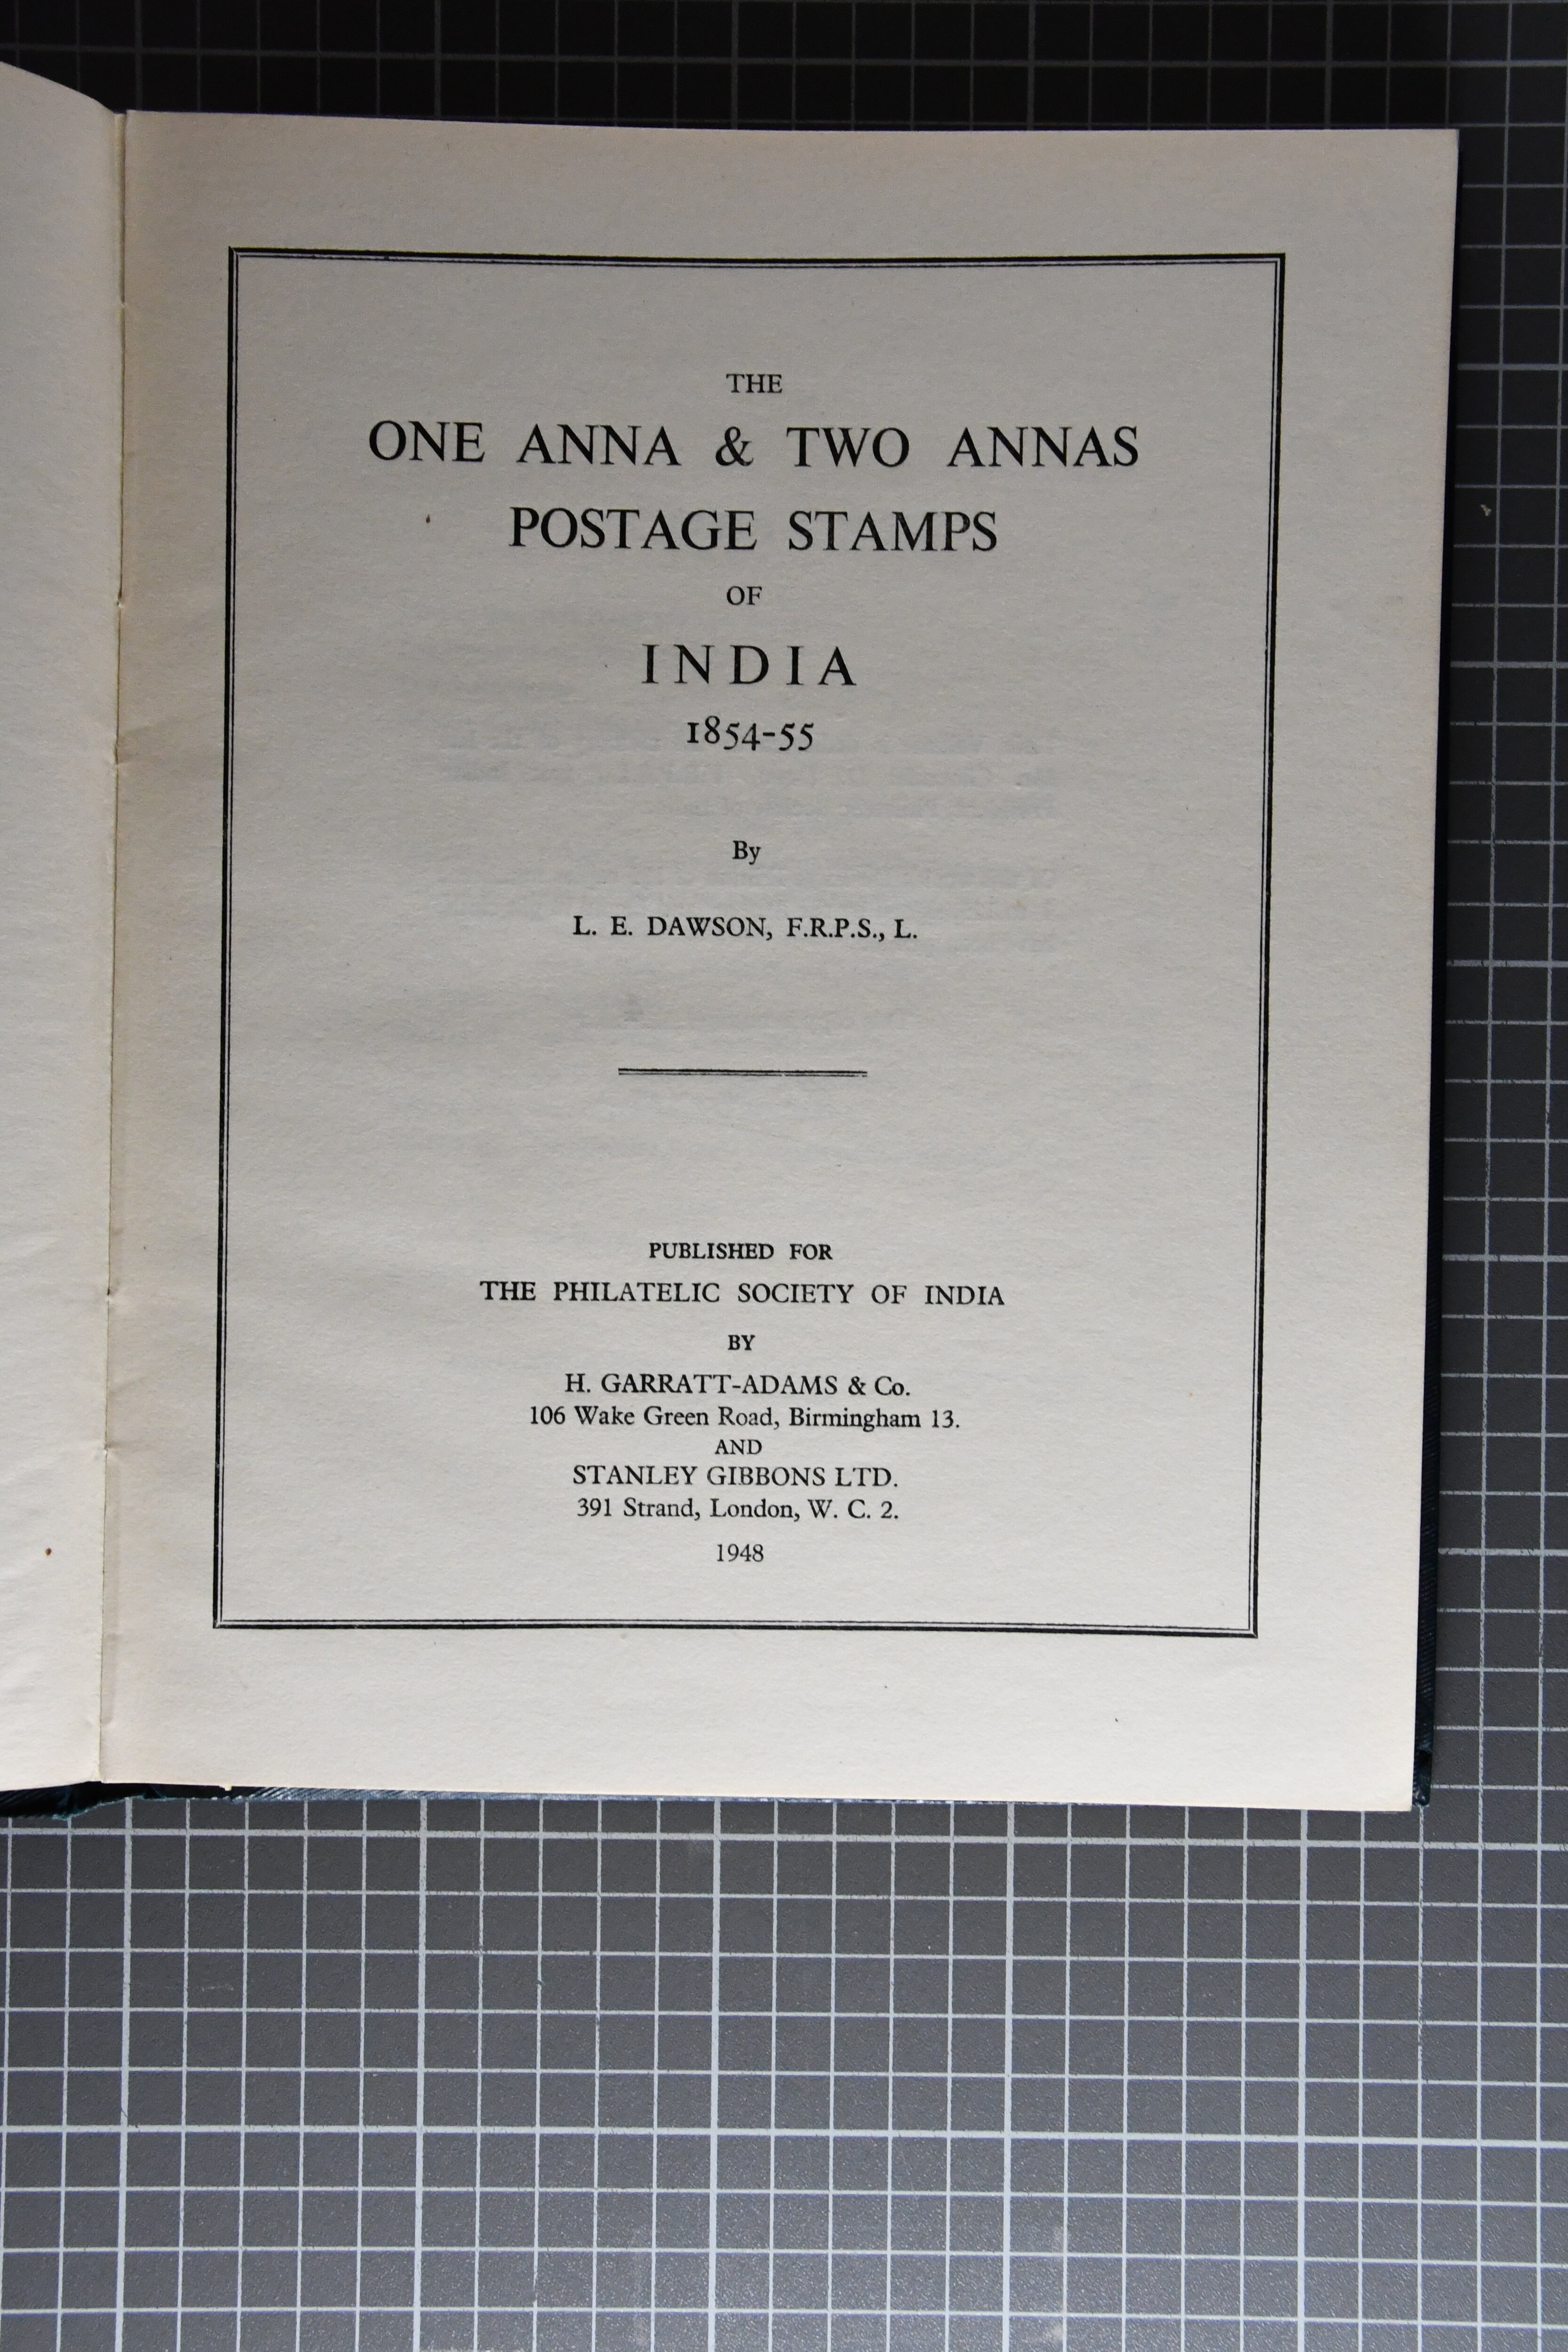 THE
ONE ANNA & TWO ANNAS
POSTAGE STAMPS
OF
INDIA
1854-55
By
L. E. DAWSON, F.R.P.S., L.
PUBLISHED FOR
THE PHILATELIC SOCIETY OF INDIA
BY
H. GARRATT-ADAMS & Co.
106 Wake Green Road, Birmingham 13.
AND
STANLEY GIBBONS LTD.
391 Strand, London, W. C. 2.
1948